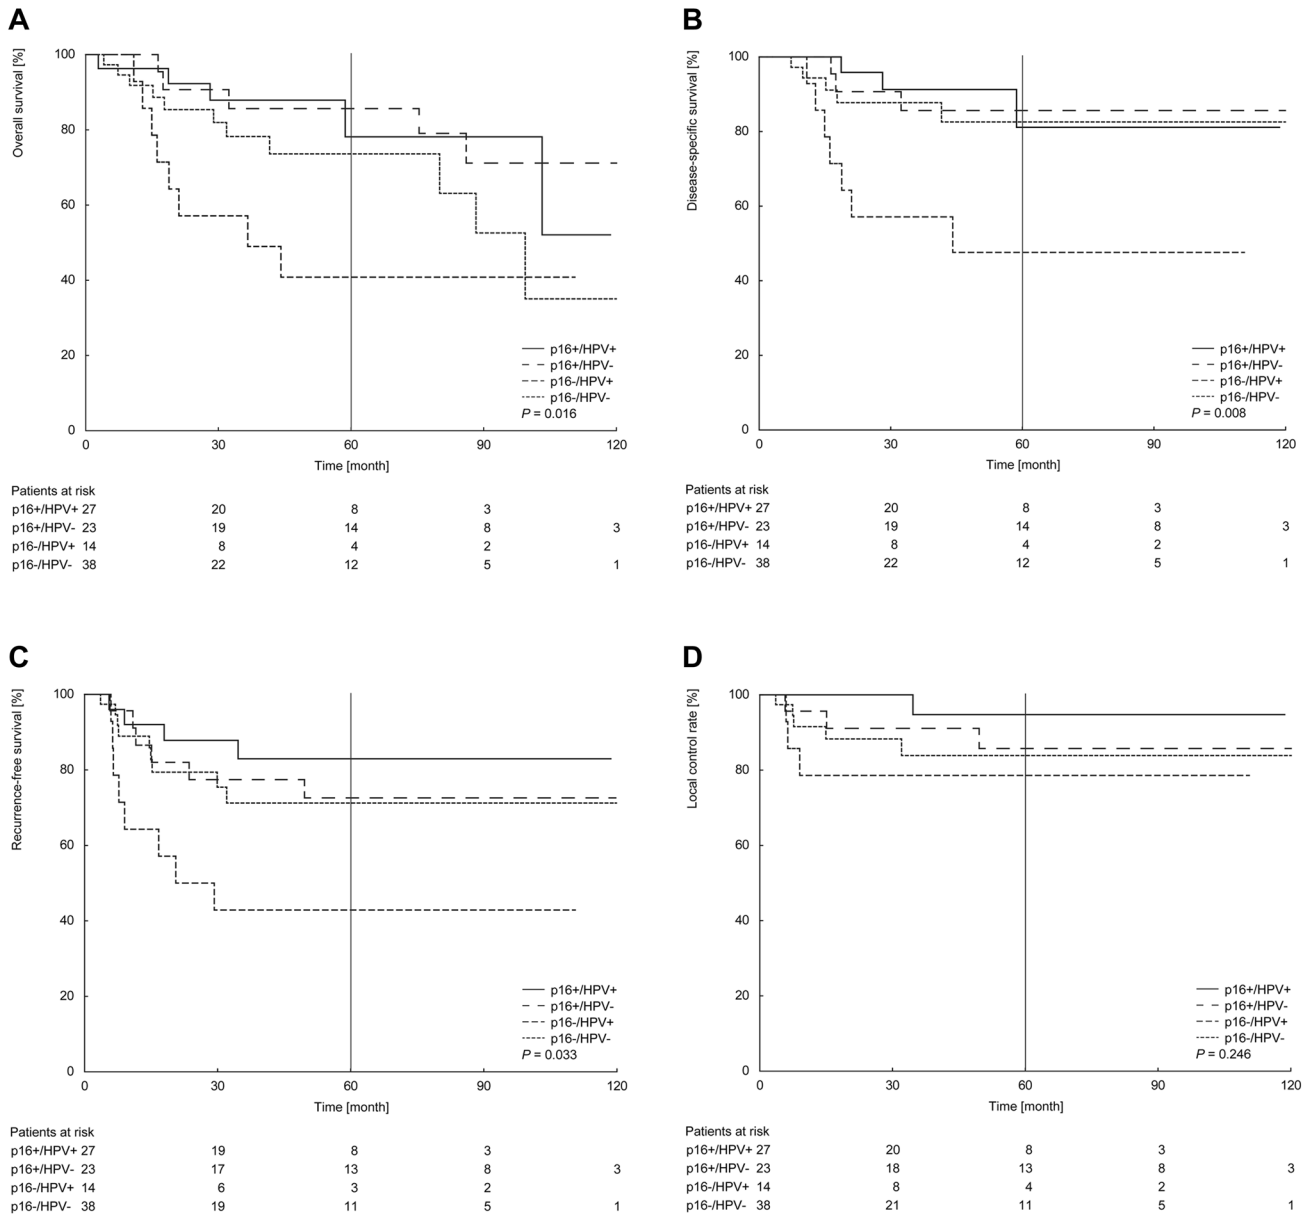 A
Overall survival [%]
100
80
60
40
20
0
p16+/HPV+
p16+/HPV-
p16-/HPV+
p16-/HPV-
P = 0.016
0 30 60 90 120
Time [month]
Patients at risk
p16+/HPV+ 27 20 8 3
p16+/HPV- 23 19 14 8 3
p16-/HPV+ 14 8 4 2
p16-/HPV- 38 22 12 5 1
B
Disease-specific survival [%]
100
80
60
40
20
0
p16+/HPV+
p16+/HPV-
p16-/HPV+
p16-/HPV-
P = 0.008
0 30 60 90 120
Time [month]
Patients at risk
p16+/HPV+ 27 20 8 3
p16+/HPV- 23 19 14 8 3
p16-/HPV+ 14 8 4 2
p16-/HPV- 38 22 12 5 1
C
Recurrence-free survival [%]
100
80
60
40
20
0
p16+/HPV+
p16+/HPV-
p16-/HPV+
p16-/HPV-
P = 0.033
0 30 60 90 120
Time [month]
Patients at risk
p16+/HPV+ 27 19 8 3
p16+/HPV- 23 17 13 8 3
p16-/HPV+ 14 6 3 2
p16-/HPV- 38 19 11 5 1
D
Local control rate [%]
100
80
60
40
20
0
p16+/HPV+
p16+/HPV-
p16-/HPV+
p16-/HPV-
P = 0.246
0 30 60 90 120
Time [month]
Patients at risk
p16+/HPV+ 27 20 8 3
p16+/HPV- 23 18 13 8 3
p16-/HPV+ 14 8 4 2
p16-/HPV- 38 21 11 5 1